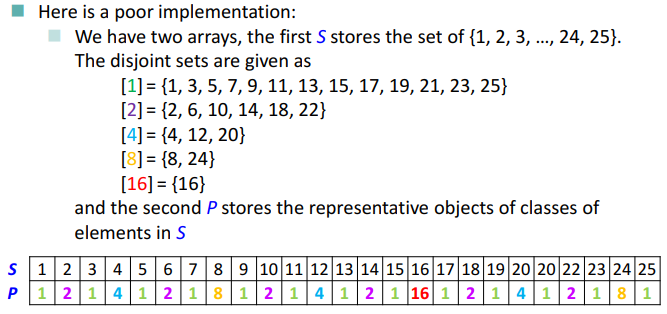 Here is a poor implementation:
We have two arrays, the first S stores the set of {1, 2, 3, ..., 24, 25}.
The disjoint sets are given as
[1] = {1, 3, 5, 7, 9, 11, 13, 15, 17, 19, 21, 23, 25}
[2] = {2, 6, 10, 14, 18, 22}
[4] = {4, 12, 20}
[8] = {8, 24}
[16] = {16}
and the second P stores the representative objects of classes of
elements in S
S 1 2 3 4 5 6 7 8 9 10 11 12 13 14 15 16 17 18 19 20 20 22 23 24 25
P 1 2 1 4 1 2 1 8 1 2 1 4 1 2 1 16 1 2 1 4 1 2 1 8 1